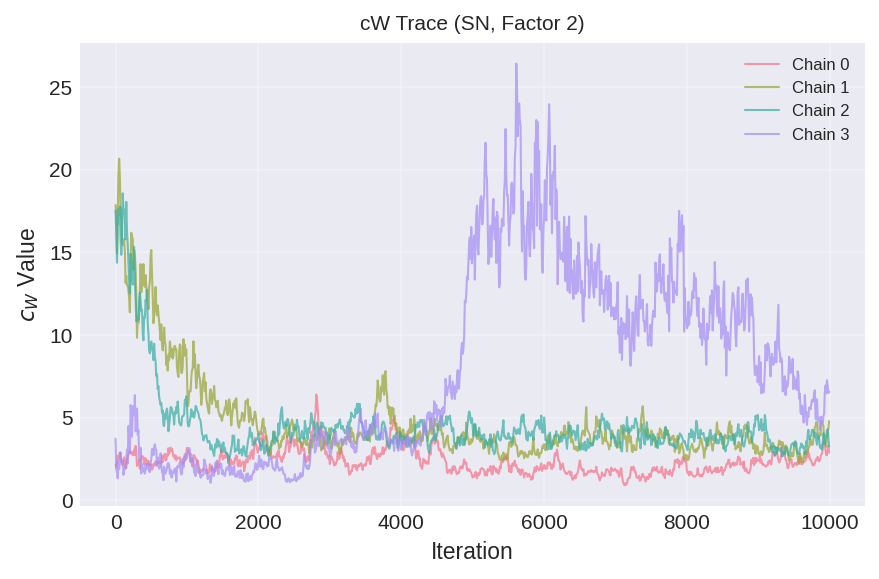 cW Trace (SN, Factor 2)
Chain 0
Chain 1
Chain 2
Chain 3
25
20
15
10
5
0
c_W Value
0 2000 4000 6000 8000 10000
Iteration